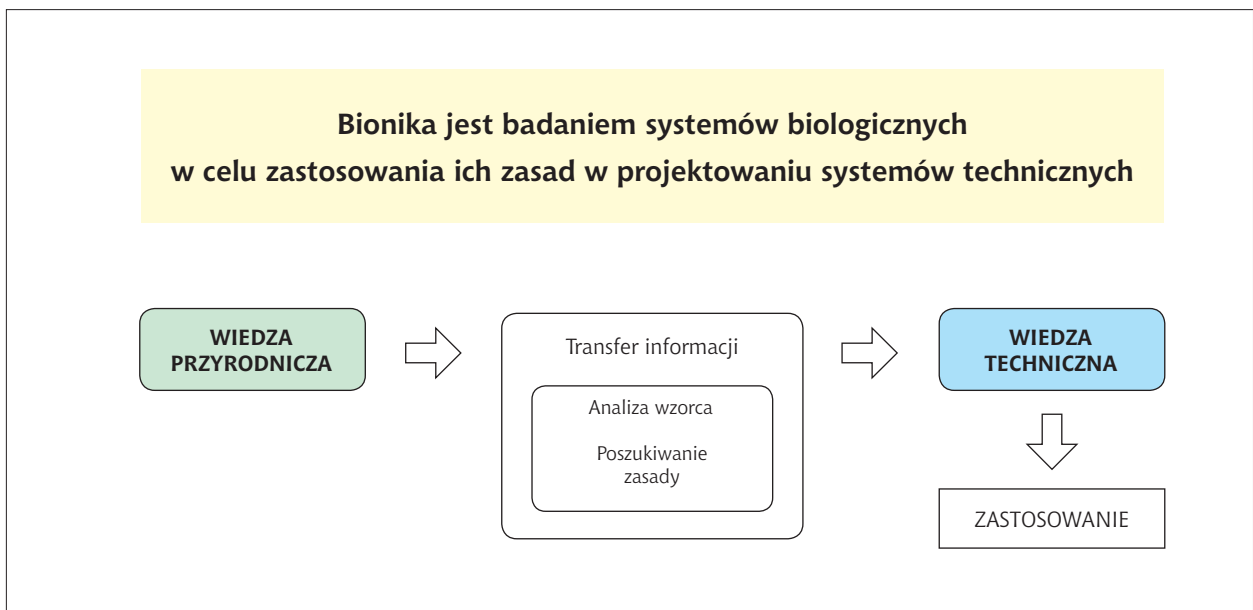 Bionika jest badaniem systemów biologicznych
w celu zastosowania ich zasad w projektowaniu systemów technicznych
WIEDZA
PRZYRODNICZA
Transfer informacji
Analiza wzorca
Poszukiwanie
zasady
WIEDZA
TECHNICZNA
ZASTOSOWANIE